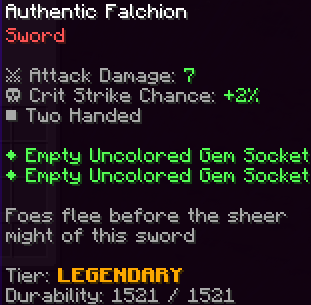 Authentic Falchion
Sword
⚔ Attack Damage: 7
☠ Crit Strike Chance: +2%
■ Two Handed
◆ Empty Uncolored Gem Socket
◆ Empty Uncolored Gem Socket
Foes flee before the sheer
might of this sword
Tier: LEGENDARY
Durability: 1521 / 1521